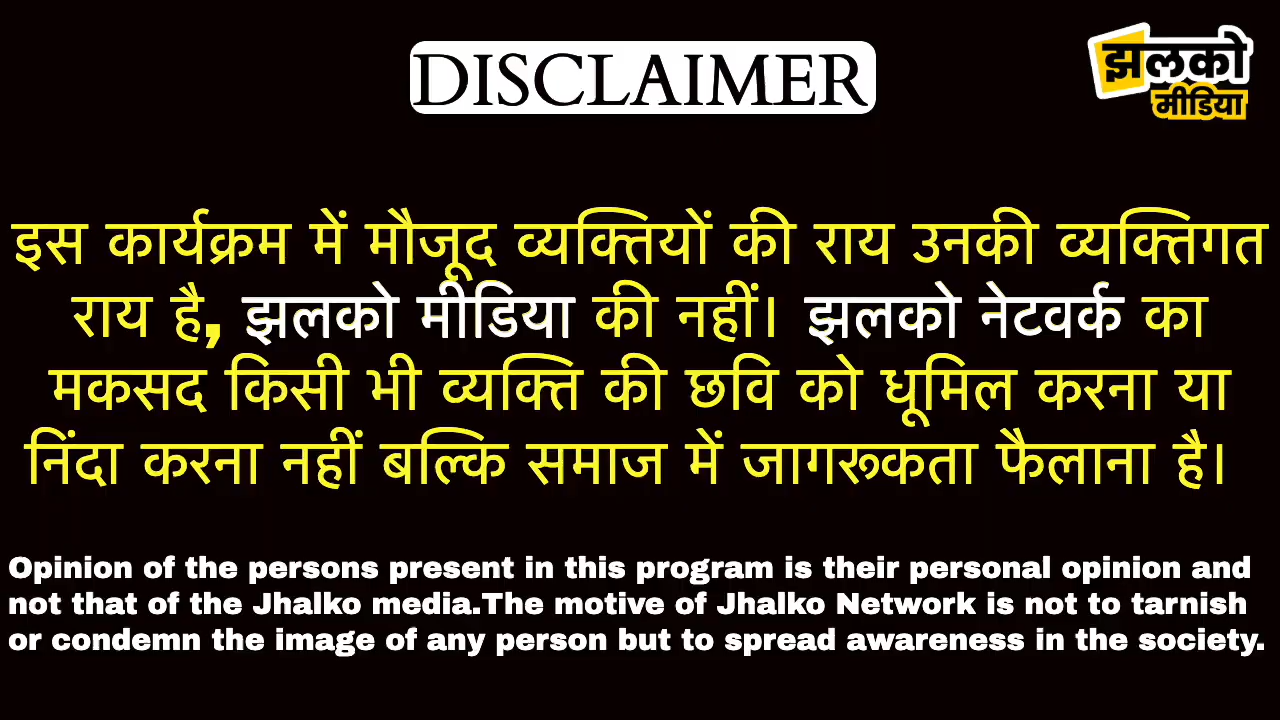 DISCLAIMER
झलको
मीडिया
इस कार्यक्रम में मौजूद व्यक्तियों की राय उनकी व्यक्तिगत
राय है, झलको मीडिया की नहीं। झलको नेटवर्क का
मकसद किसी भी व्यक्ति की छवि को धूमिल करना या
निंदा करना नहीं बल्कि समाज में जागरूकता फैलाना है।
Opinion of the persons present in this program is their personal opinion and
not that of the Jhalko media.The motive of Jhalko Network is not to tarnish
or condemn the image of any person but to spread awareness in the society.